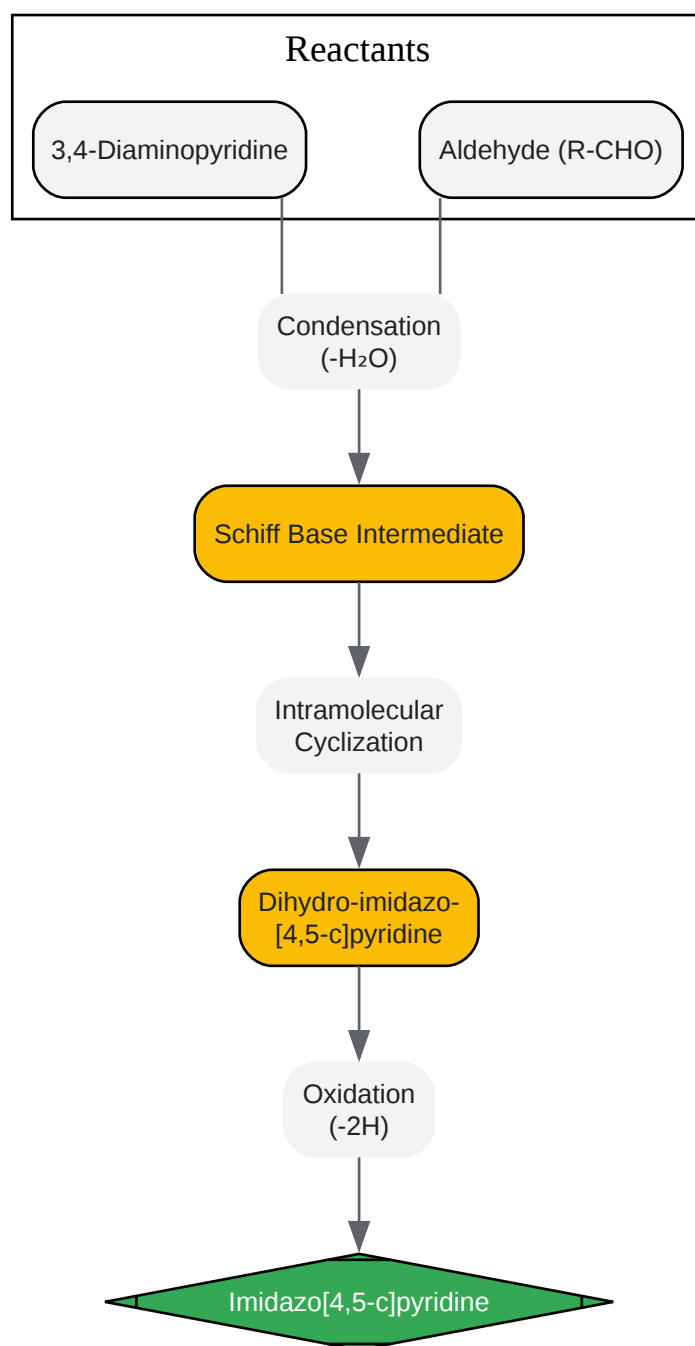 Reactants
3,4-Diaminopyridine
Aldehyde (R-CHO)
Condensation
(-H₂O)
Schiff Base Intermediate
Intramolecular
Cyclization
Dihydro-imidazo-
[4,5-c]pyridine
Oxidation
(-2H)
Imidazo[4,5-c]pyridine